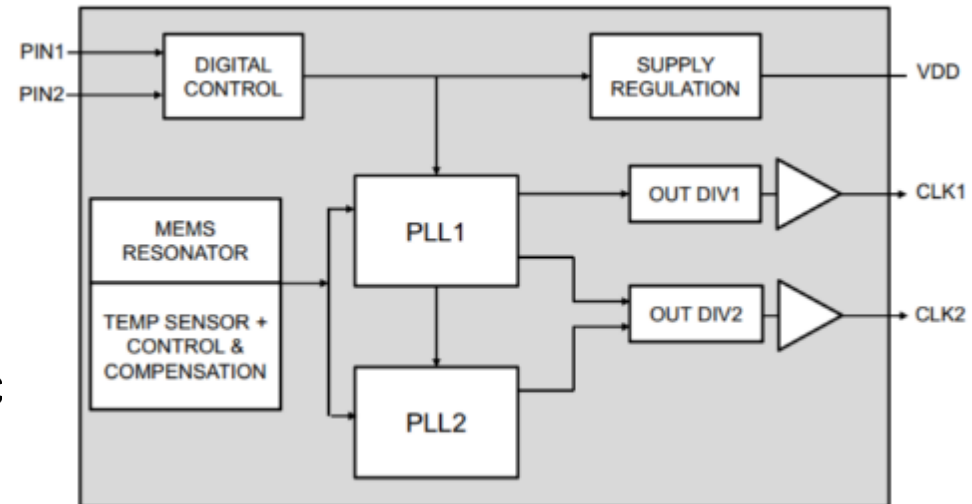 PIN1
PIN2
DIGITAL
CONTROL
SUPPLY
REGULATION
VDD
MEMS
RESONATOR
TEMP SENSOR +
CONTROL &
COMPENSATION
PLL1
PLL2
OUT DIV1
CLK1
OUT DIV2
CLK2